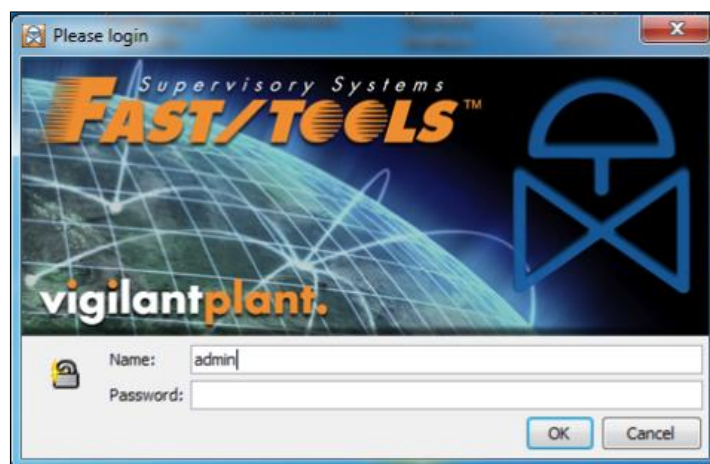 Please login
Supervisory Systems
FAST/TOOLS™
vigilantplant.
Name: admin
Password:
OK Cancel